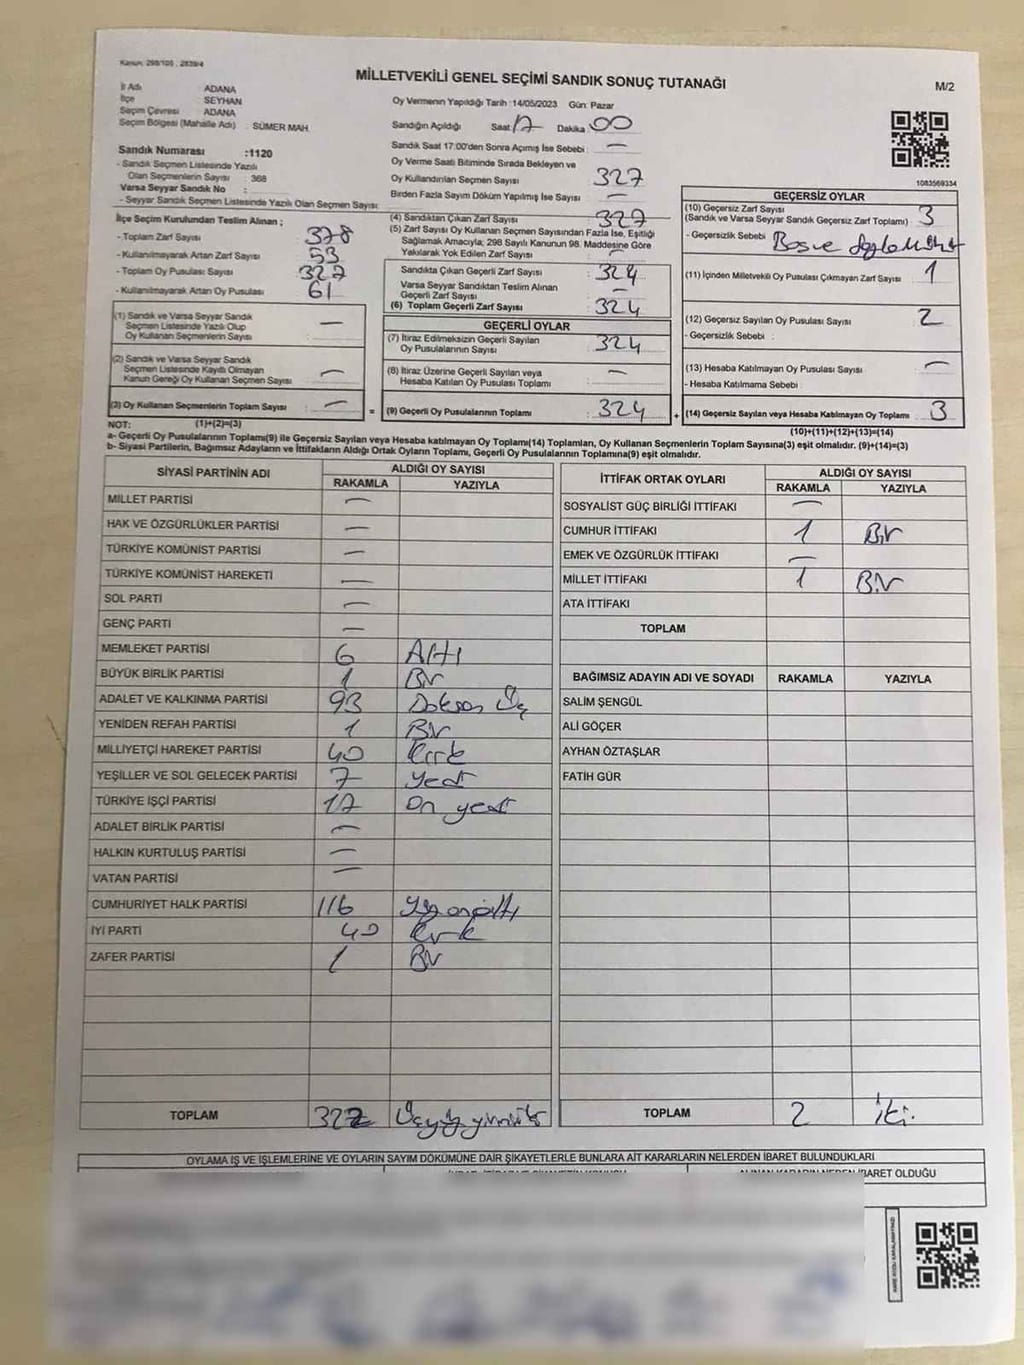 Kanun: 298/105, 2839/4
MİLLETVEKİLİ GENEL SEÇİMİ SANDIK SONUÇ TUTANAĞI
M/2
İl Adı ADANA
İlçe SEYHAN
Seçim Çevresi ADANA
Seçim Bölgesi (Mahalle Adı) : SÜMER MAH.
Sandık Numarası :1120
- Sandık Seçmen Listesinde Yazılı
Olan Seçmenlerin Sayısı : 368
Varsa Seyyar Sandık No :
- Seyyar Sandık Seçmen Listesinde Yazılı Olan Seçmen Sayısı:
İlçe Seçim Kurulundan Teslim Alınan ;
- Toplam Zarf Sayısı 378
- Kullanılmayarak Artan Zarf Sayısı 53
- Toplam Oy Pusulası Sayısı 327
- Kullanılmayarak Artan Oy Pusulası 61
Oy Vermenin Yapıldığı Tarih :14/05/2023 Gün: Pazar
Sandığın Açıldığı Saat: 17 Dakika: 00
Sandık Saat 17:00'den Sonra Açımış İse Sebebi : —
Oy Verme Saati Bitiminde Sırada Bekleyen ve
Oy Kullandırılan Seçmen Sayısı : 327
Birden Fazla Sayım Döküm Yapılmış İse Sayısı : —
(4) Sandıktan Çıkan Zarf Sayısı : 327
(5) Zarf Sayısı Oy Kullanan Seçmen Sayısından Fazla İse, Eşitliği
Sağlamak Amacıyla; 298 Sayılı Kanunun 98. Maddesine Göre
Yakılarak Yok Edilen Zarf Sayısı : —
Sandıkta Çıkan Geçerli Zarf Sayısı : 324
Varsa Seyyar Sandıktan Teslim Alınan
Geçerli Zarf Sayısı : —
(6) Toplam Geçerli Zarf Sayısı : 324
1083569334
GEÇERSİZ OYLAR
(10) Geçersiz Zarf Sayısı
(Sandık ve Varsa Seyyar Sandık Geçersiz Zarf Toplamı) : 3
- Geçersizlik Sebebi :
(11) İçinden Milletvekili Oy Pusulası Çıkmayan Zarf Sayısı : 1
(12) Geçersiz Sayılan Oy Pusulası Sayısı : 2
- Geçersizlik Sebebi :
(13) Hesaba Katılmayan Oy Pusulası Sayısı : —
- Hesaba Katılmama Sebebi
(14) Geçersiz Sayılan veya Hesaba Katılmayan Oy Toplamı : 3
(10)+(11)+(12)+(13)=(14)
(1) Sandık ve Varsa Seyyar Sandık
Seçmen Listesinde Yazılı Olup
Oy Kullanan Seçmenlerin Sayısı : —
(2) Sandık ve Varsa Seyyar Sandık
Seçmen Listesinde Kayıtlı Olmayan
Kanun Gereği Oy Kullanan Seçmen Sayısı : —
(3) Oy Kullanan Seçmenlerin Toplam Sayısı : —
(1)+(2)=(3)
GEÇERLİ OYLAR
(7) İtiraz Edilmeksizin Geçerli Sayılan
Oy Pusulalarının Sayısı : 324
(8) İtiraz Üzerine Geçerli Sayılan veya
Hesaba Katılan Oy Pusulası Toplamı : —
= (9) Geçerli Oy Pusulalarının Toplamı : 324 +
NOT:
a- Geçerli Oy Pusulalarının Toplamı(9) ile Geçersiz Sayılan veya Hesaba katılmayan Oy Toplamı(14) Toplamları, Oy Kullanan Seçmenlerin Toplam Sayısına(3) eşit olmalıdır. (9)+(14)=(3)
b- Siyasi Partilerin, Bağımsız Adayların ve İttifakların Aldığı Ortak Oyların Toplamı, Geçerli Oy Pusulalarının Toplamına(9) eşit olmalıdır.
SİYASİ PARTİNİN ADI ALDIĞI OY SAYISI
RAKAMLA YAZIYLA
MİLLET PARTİSİ —
HAK VE ÖZGÜRLÜKLER PARTİSİ —
TÜRKİYE KOMÜNİST PARTİSİ —
TÜRKİYE KOMÜNİST HAREKETİ —
SOL PARTİ —
GENÇ PARTİ —
MEMLEKET PARTİSİ 6 Altı
BÜYÜK BİRLİK PARTİSİ 1 Bir
ADALET VE KALKINMA PARTİSİ 93 Doksan Üç
YENİDEN REFAH PARTİSİ 1 Bir
MİLLİYETÇİ HAREKET PARTİSİ 40 Kırk
YEŞİLLER VE SOL GELECEK PARTİSİ 7 yedi
TÜRKİYE İŞÇİ PARTİSİ 17 On yedi
ADALET BİRLİK PARTİSİ —
HALKIN KURTULUŞ PARTİSİ —
VATAN PARTİSİ —
CUMHURİYET HALK PARTİSİ 116 Yüz onaltı
İYİ PARTİ 40 Kırk
ZAFER PARTİSİ 1 Bir
TOPLAM 322
İTTİFAK ORTAK OYLARI ALDIĞI OY SAYISI
RAKAMLA YAZIYLA
SOSYALİST GÜÇ BİRLİĞİ İTTİFAKI —
CUMHUR İTTİFAKI 1 Bir
EMEK VE ÖZGÜRLÜK İTTİFAKI —
MİLLET İTTİFAKI 1 Bir
ATA İTTİFAKI
TOPLAM
BAĞIMSIZ ADAYIN ADI VE SOYADI RAKAMLA YAZIYLA
SALİM ŞENGÜL
ALİ GÖÇER
AYHAN ÖZTAŞLAR
FATİH GÜR
TOPLAM 2 İki.
OYLAMA İŞ VE İŞLEMLERİNE VE OYLARIN SAYIM DÖKÜMÜNE DAİR ŞİKAYETLERLE BUNLARA AİT KARARLARIN NELERDEN İBARET BULUNDUKLARI
ALINAN KARARIN NEDEN İBARET OLDUĞU